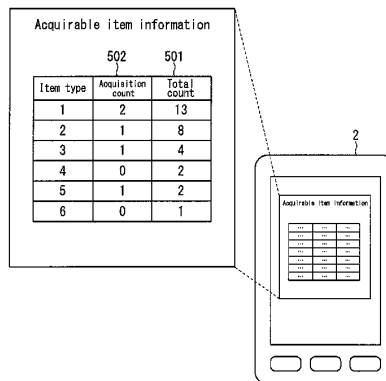 Acquirable item information
502 501
Item type Acquisition count Total count
1 2 13
2 1 8
3 1 4
4 0 2
5 1 2
6 0 1
2
Acquirable item information
... ... ...
... ... ...
... ... ...
... ... ...
... ... ...
... ... ...
... ... ...